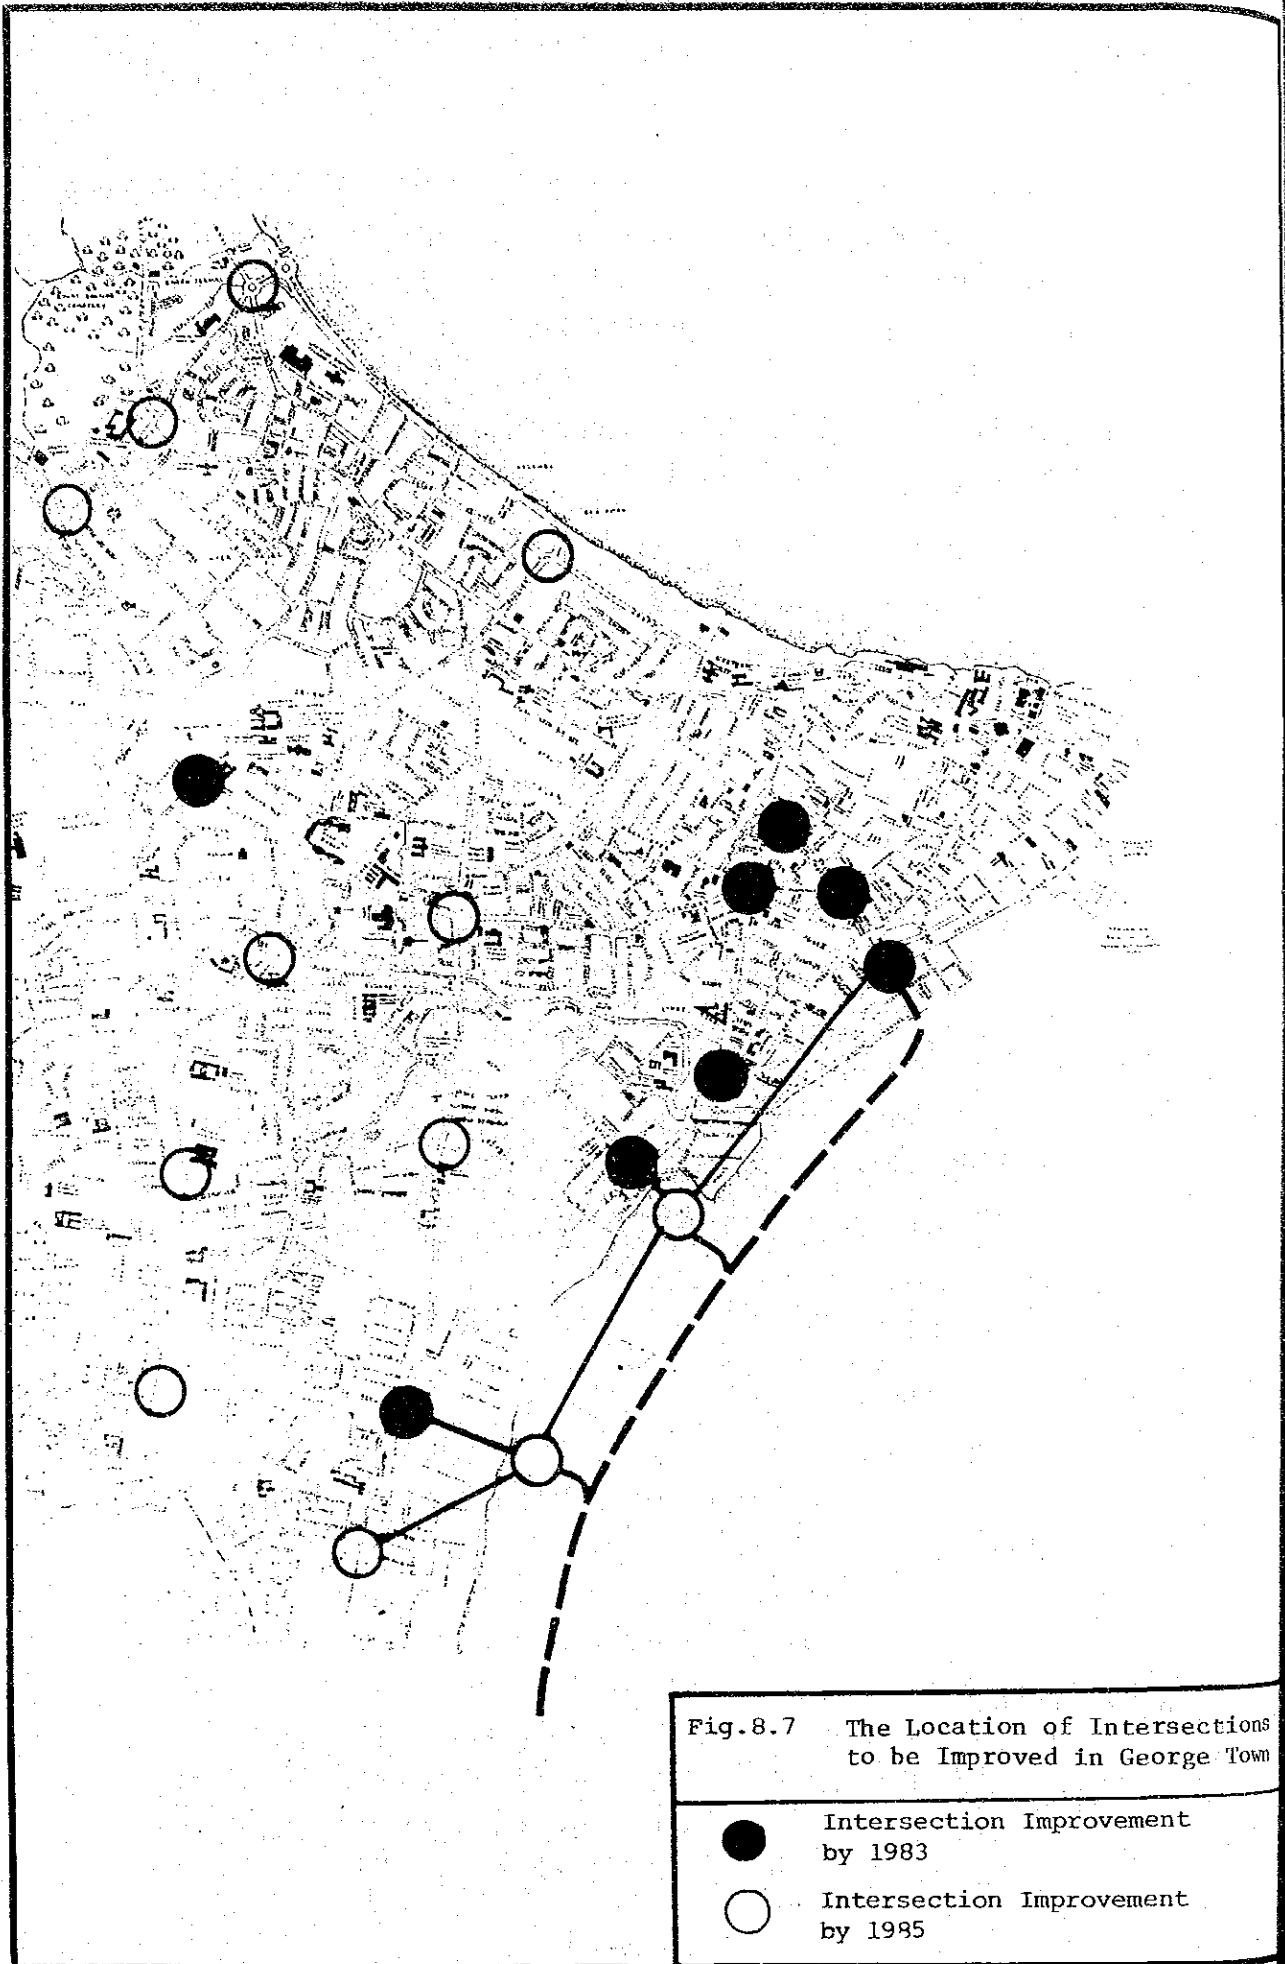 Fig.8.7 The Location of Intersections
to be Improved in George Town
Intersection Improvement
by 1983
Intersection Improvement
by 1985